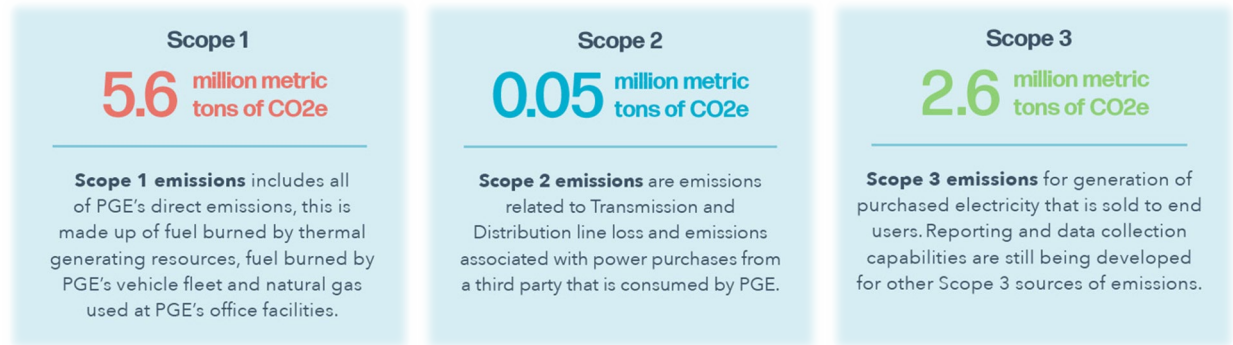 Scope 1
5.6 million metric
tons of CO2e
Scope 1 emissions includes all
of PGE’s direct emissions, this is
made up of fuel burned by thermal
generating resources, fuel burned by
PGE’s vehicle fleet and natural gas
used at PGE’s office facilities.
Scope 2
0.05 million metric
tons of CO2e
Scope 2 emissions are emissions
related to Transmission and
Distribution line loss and emissions
associated with power purchases from
a third party that is consumed by PGE.
Scope 3
2.6 million metric
tons of CO2e
Scope 3 emissions for generation of
purchased electricity that is sold to end
users. Reporting and data collection
capabilities are still being developed
for other Scope 3 sources of emissions.